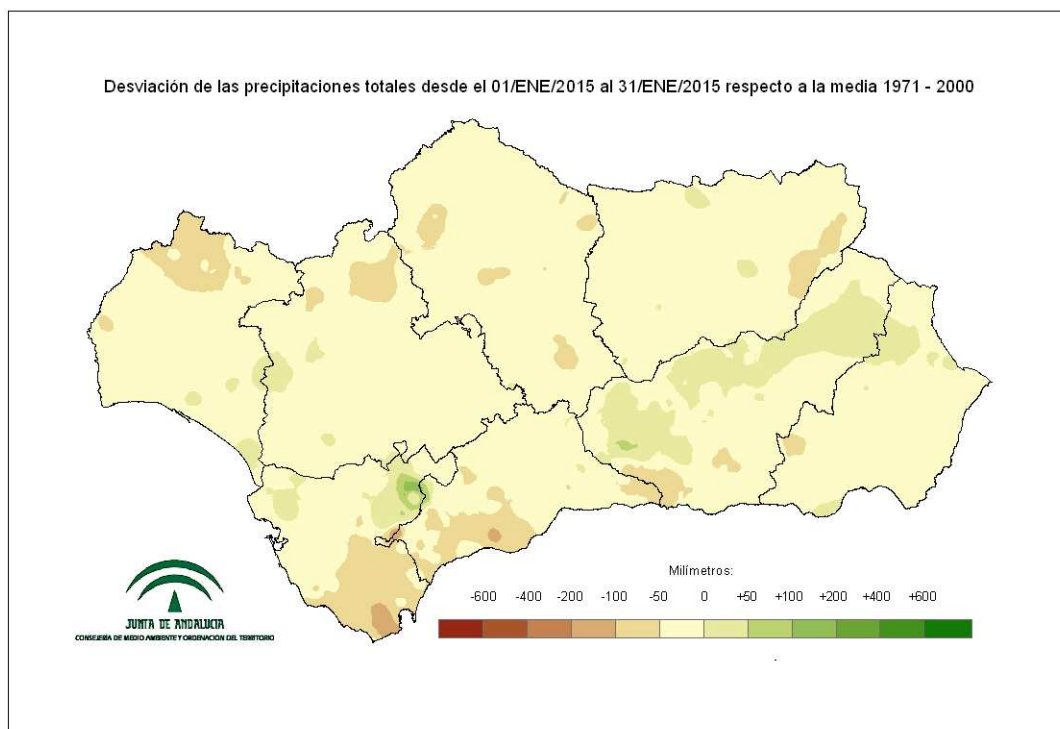 Desviación de las precipitaciones totales desde el 01/ENE/2015 al 31/ENE/2015 respecto a la media 1971 - 2000
Milímetros:
-600 -400 -200 -100 -50 0 +50 +100 +200 +400 +600
JUNTA DE ANDALUCIA
CONSEJERÍA DE MEDIO AMBIENTE Y ORDENACIÓN DEL TERRITORIO